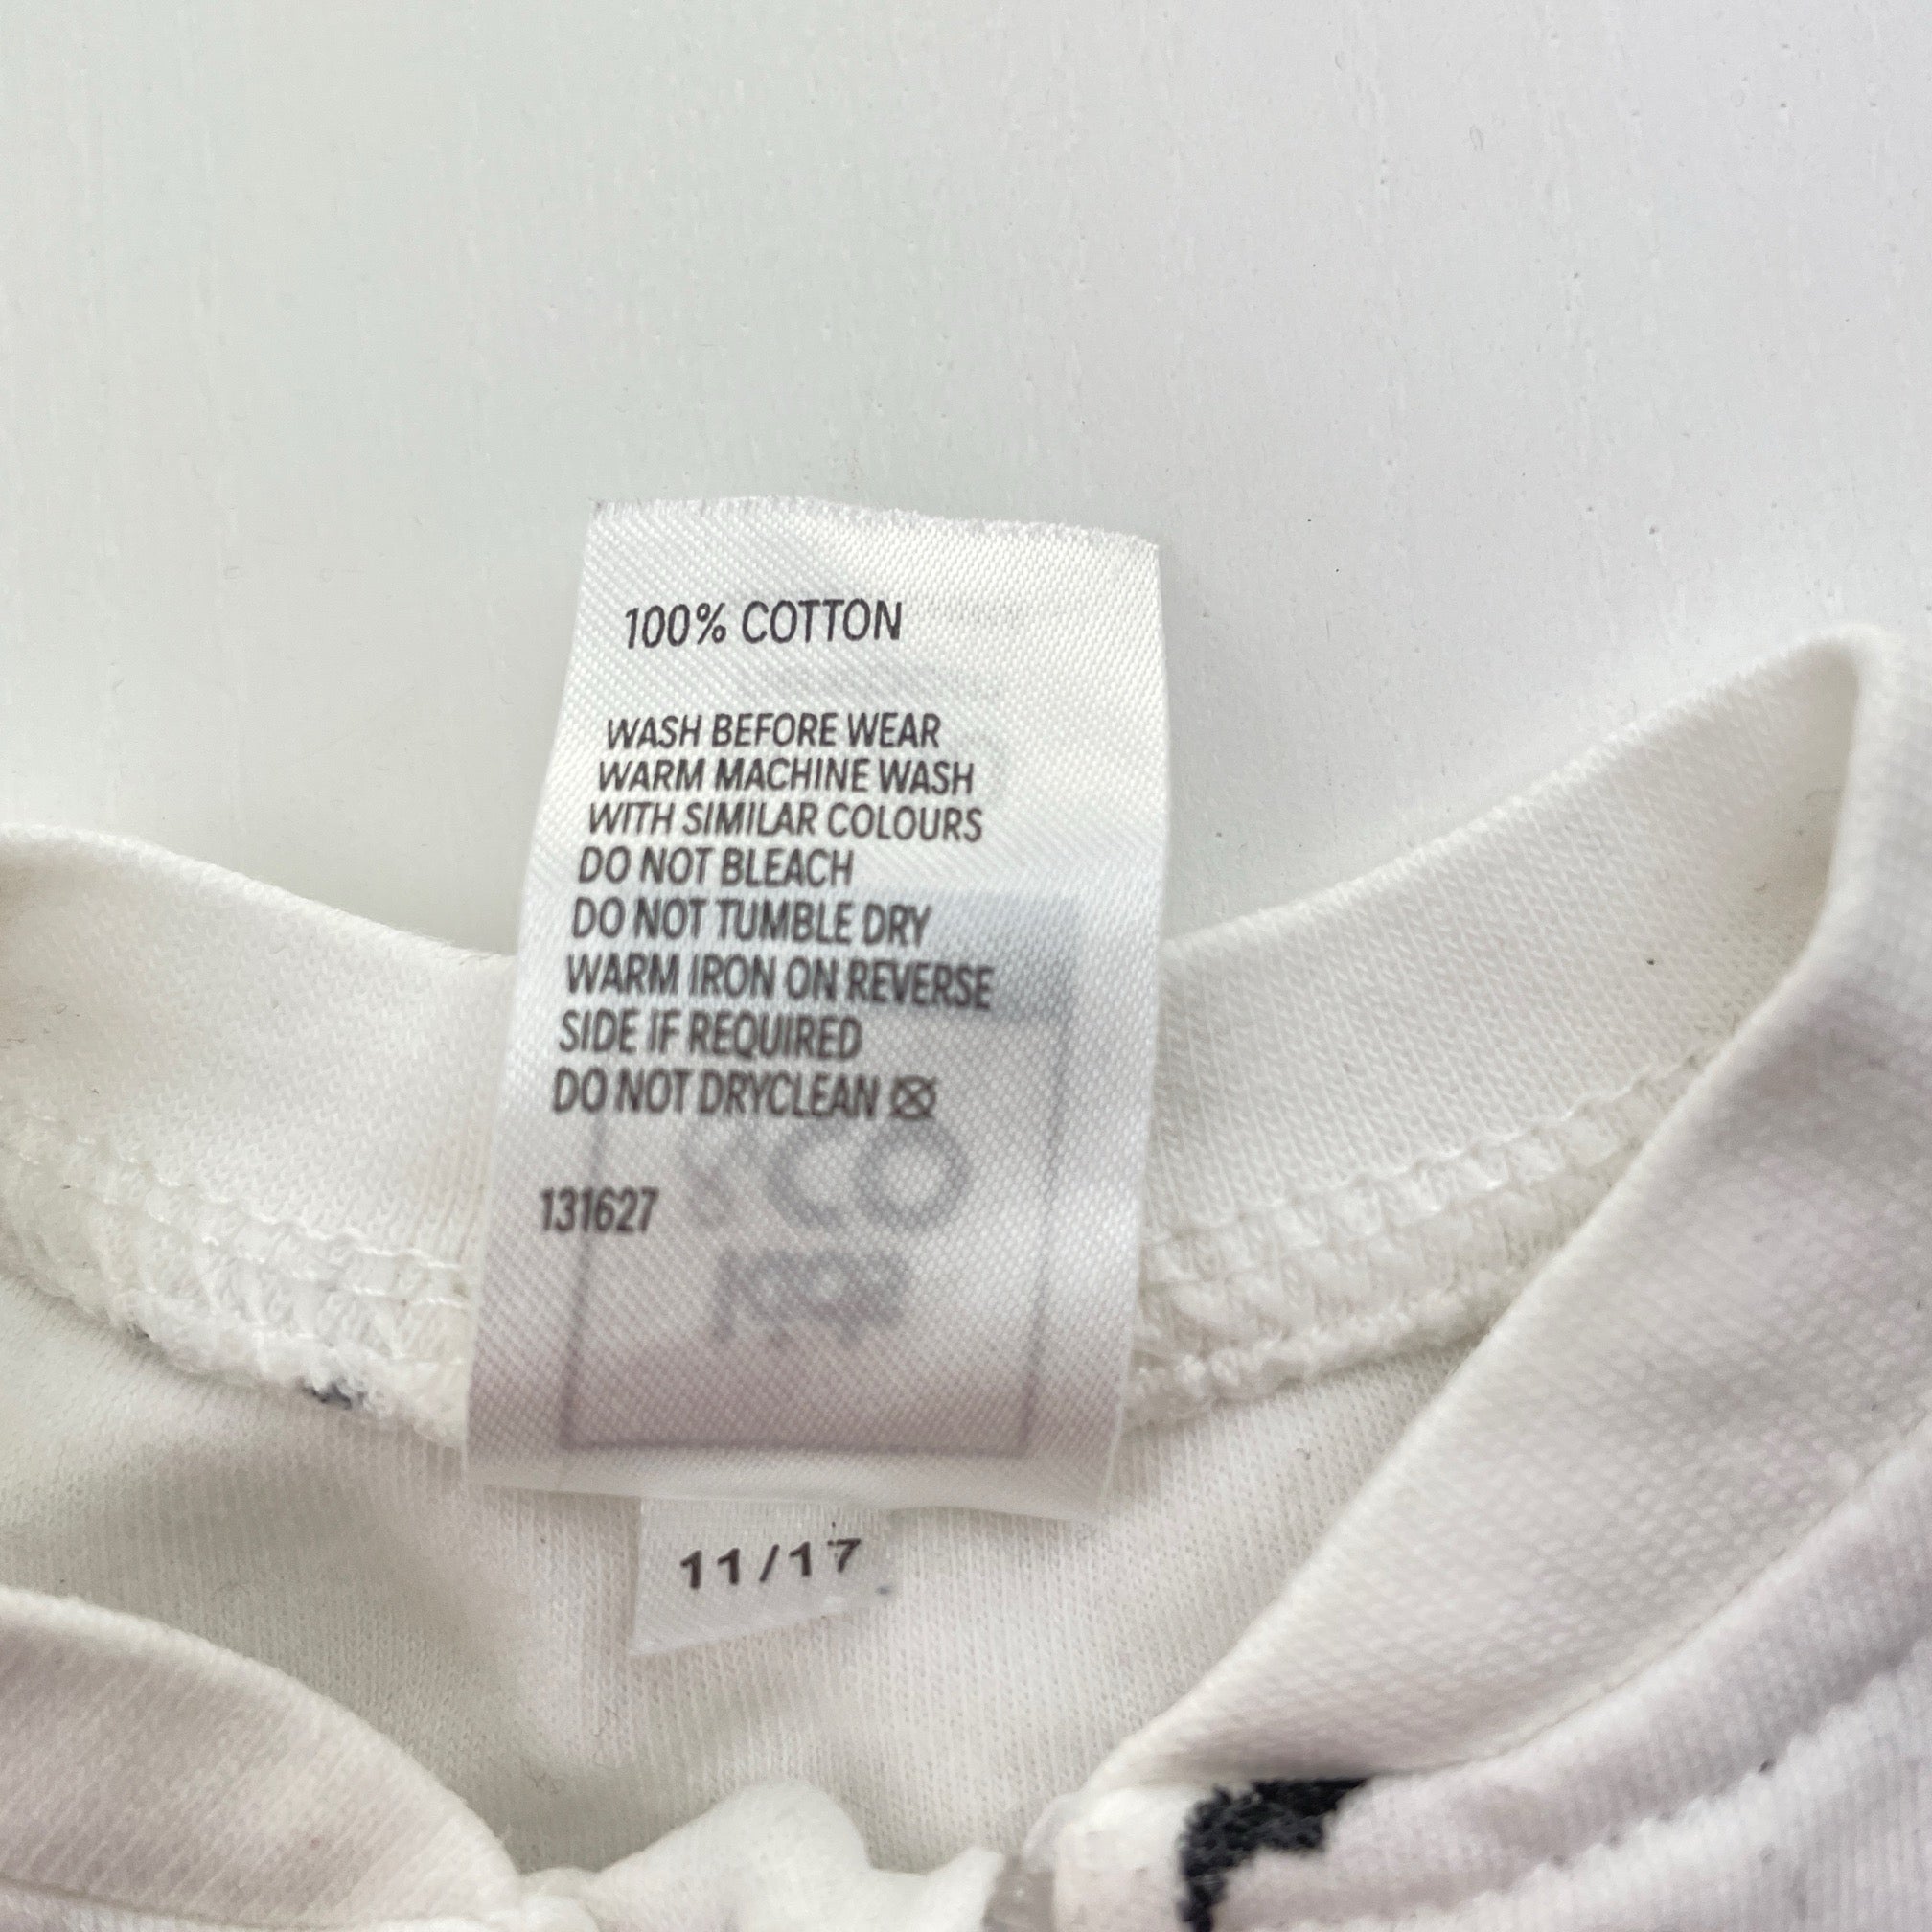 100% COTTON
WASH BEFORE WEAR
WARM MACHINE WASH
WITH SIMILAR COLOURS
DO NOT BLEACH
DO NOT TUMBLE DRY
WARM IRON ON REVERSE
SIDE IF REQUIRED
DO NOT DRYCLEAN
131627
11/17